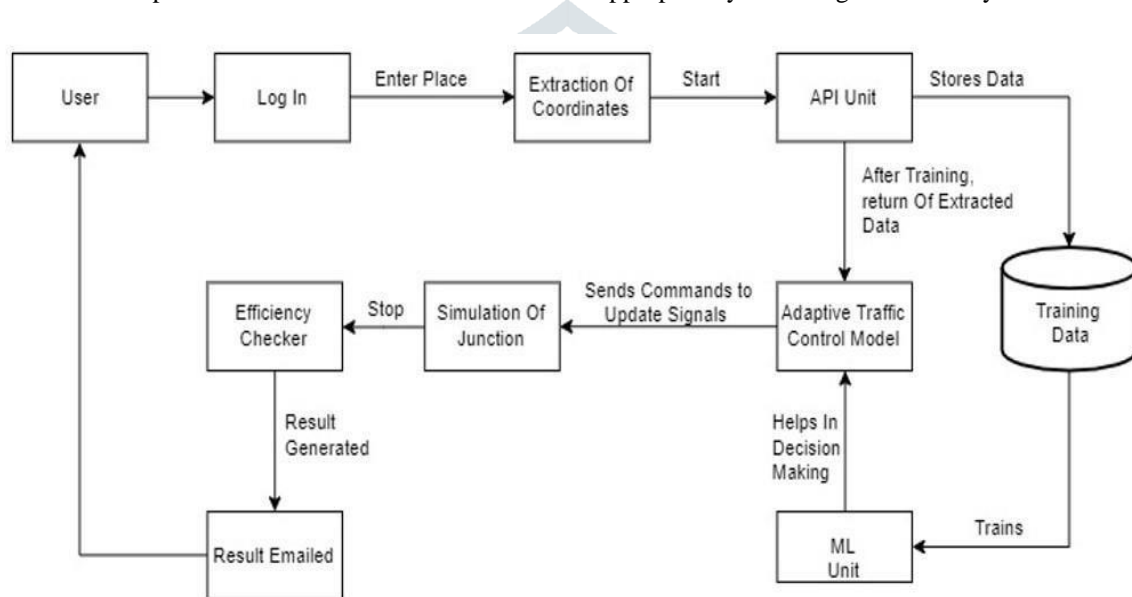 User
Log In
Enter Place
Extraction Of
Coordinates
Start
API Unit
Stores Data
After Training,
return Of Extracted
Data
Training
Data
Adaptive Traffic
Control Model
Sends Commands to
Update Signals
Simulation Of
Junction
Stop
Efficiency
Checker
Result
Generated
Helps In
Decision
Making
Trains
ML
Unit
Result Emailed